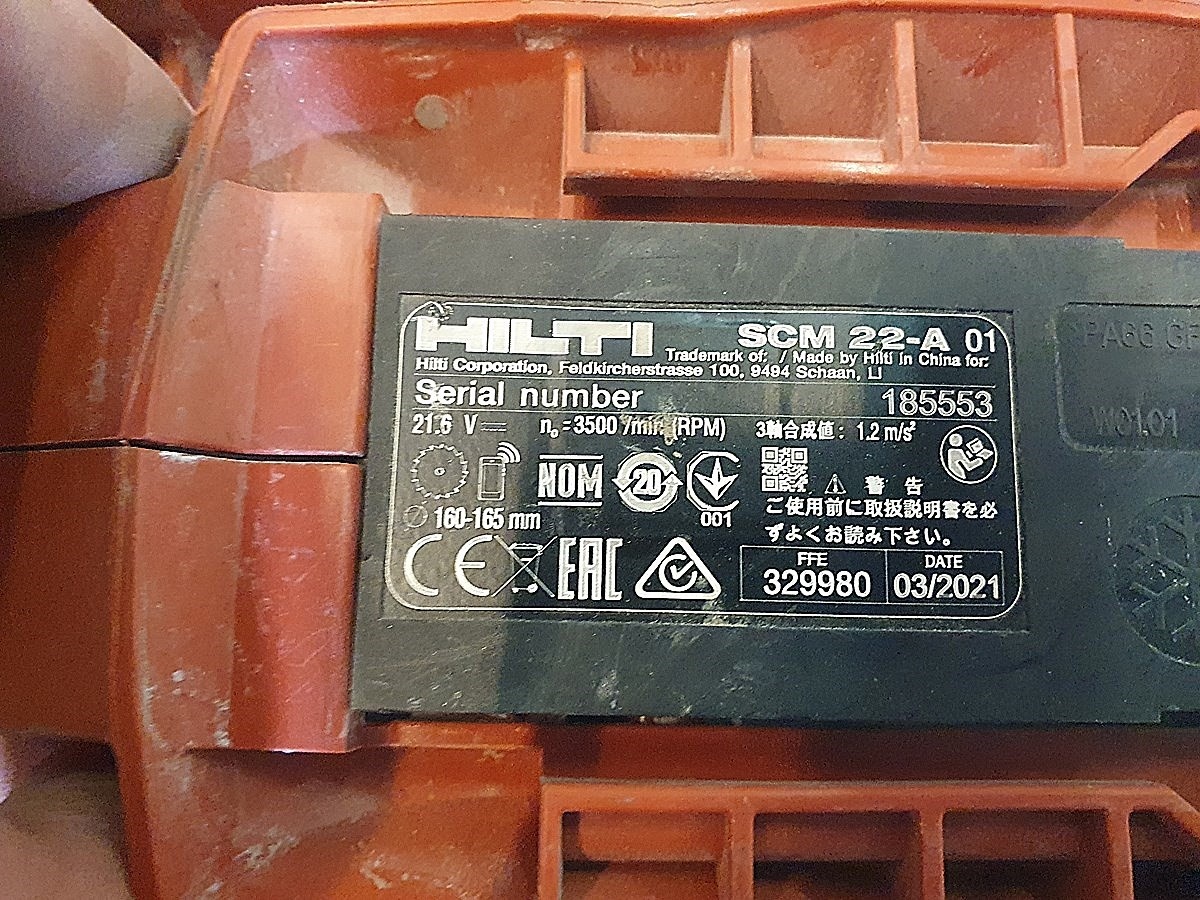 HILTI SCM 22-A 01
Trademark of: / Made by Hilti in China for:
Hilti Corporation, Feldkircherstrasse 100, 9494 Schaan, LI
Serial number 185553
21.6 V n₀ = 3500 /min (RPM) 3軸合成値： 1.2 m/s²
NOM 20
001
160-165 mm
警 告
ご使用前に取扱説明書を必
ずよくお読み下さい。
CE EAC
FFE DATE
329980 03/2021
PA66
W0101